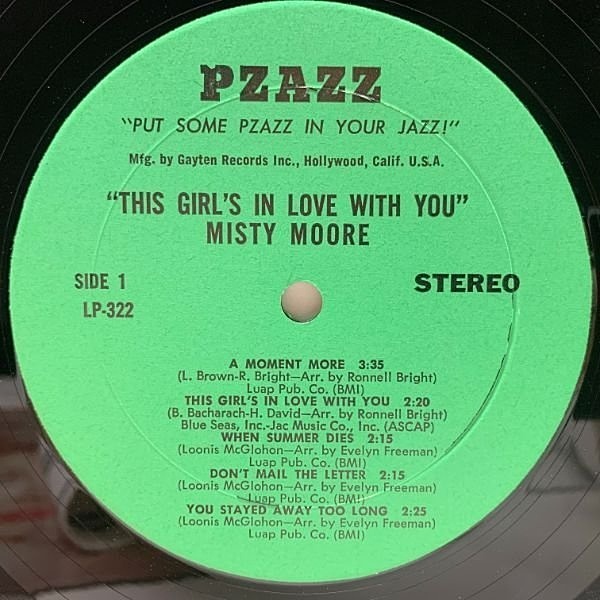 PZAZZ
"PUT SOME PZAZZ IN YOUR JAZZ!"
Mfg. by Gayten Records Inc., Hollywood, Calif. U.S.A.
"THIS GIRL'S IN LOVE WITH YOU"
MISTY MOORE
SIDE 1
STEREO
LP-322
A MOMENT MORE 3:35
(L. Brown-R. Bright—Arr. by Ronnell Bright)
Luap Pub. Co. (BMI)
THIS GIRL'S IN LOVE WITH YOU 2:20
(B. Bacharach-H. David—Arr. by Ronnell Bright)
Blue Seas, Inc.-Jac Music Co., Inc. (ASCAP)
WHEN SUMMER DIES 2:15
(Loonis McGlohon—Arr. by Evelyn Freeman)
Luap Pub. Co. (BMI)
DON'T MAIL THE LETTER 2:15
(Loonis McGlohon—Arr. by Evelyn Freeman)
Luap Pub. Co. (BMI)
YOU STAYED AWAY TOO LONG 2:25
(Loonis McGlohon—Arr. by Evelyn Freeman)
Luap Pub. Co. (BMI)